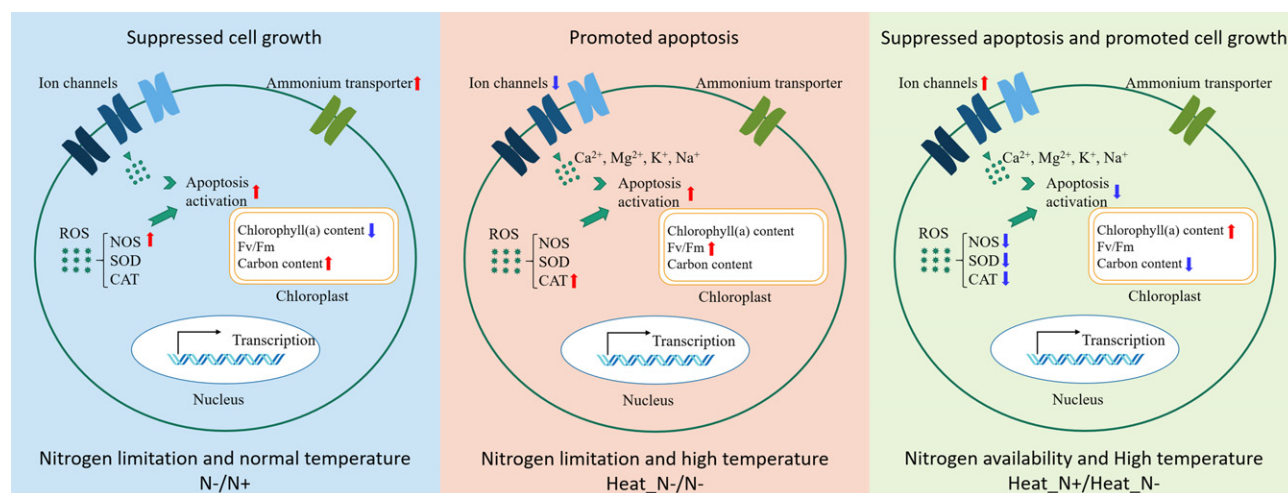 Suppressed cell growth
Ion channels
Ammonium transporter
Apoptosis
activation
ROS
NOS
SOD
CAT
Chlorophyll(a) content
Fv/Fm
Carbon content
Chloroplast
Transcription
Nucleus
Nitrogen limitation and normal temperature
N-/N+
Promoted apoptosis
Ion channels
Ammonium transporter
Ca²⁺, Mg²⁺, K⁺, Na⁺
Apoptosis
activation
ROS
NOS
SOD
CAT
Chlorophyll(a) content
Fv/Fm
Carbon content
Chloroplast
Transcription
Nucleus
Nitrogen limitation and high temperature
Heat_N-/N-
Suppressed apoptosis and promoted cell growth
Ion channels
Ammonium transporter
Ca²⁺, Mg²⁺, K⁺, Na⁺
Apoptosis
activation
ROS
NOS
SOD
CAT
Chlorophyll(a) content
Fv/Fm
Carbon content
Chloroplast
Transcription
Nucleus
Nitrogen availability and High temperature
Heat_N+/Heat_N-